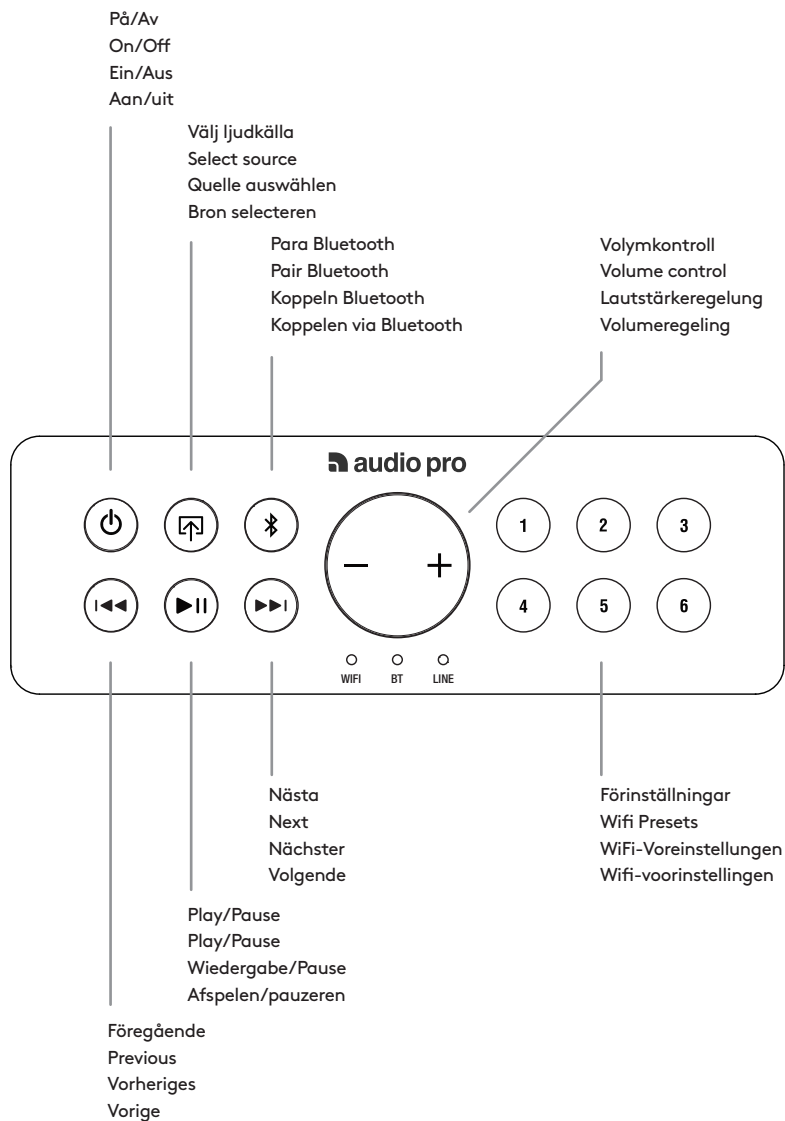 På/Av
On/Off
Ein/Aus
Aan/uit
Välj ljudkälla
Select source
Quelle auswählen
Bron selecteren
Para Bluetooth
Pair Bluetooth
Koppeln Bluetooth
Koppelen via Bluetooth
Volymkontroll
Volume control
Lautstärkeregelung
Volumeregeling
audio pro
1 2 3
4 5 6
WIFI BT LINE
Nästa
Next
Nächster
Volgende
Förinställningar
Wifi Presets
WiFi-Voreinstellungen
Wifi-voorinstellingen
Play/Pause
Play/Pause
Wiedergabe/Pause
Afspelen/pauzeren
Föregående
Previous
Vorheriges
Vorige